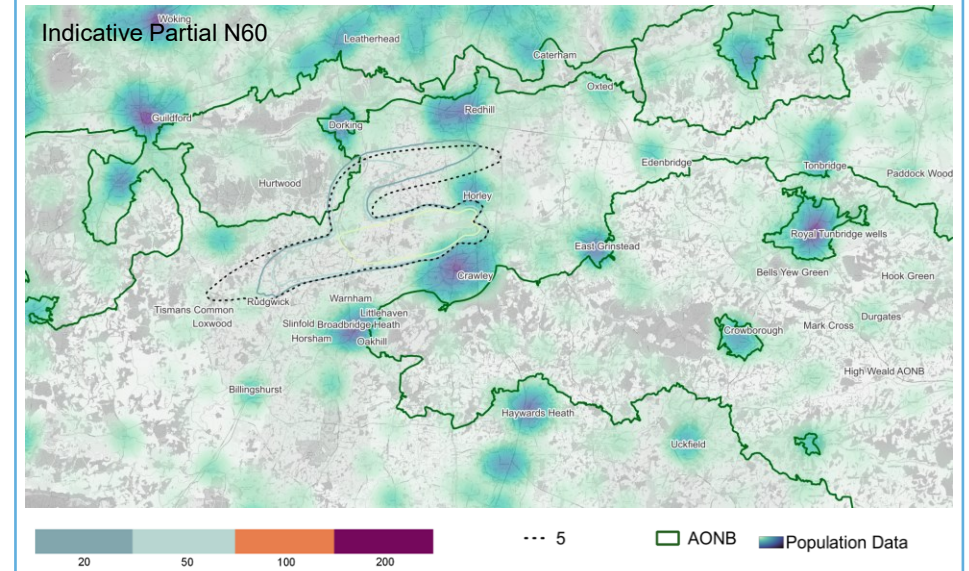 Indicative Partial N60
Woking
Leatherhead
Caterham
Oxted
Redhill
Guildford
Dorking
Edenbridge
Tonbridge
Paddock Wood
Hurtwood
Horley
Royal Tunbridge wells
East Grinstead
Crawley
Bells Yew Green
Hook Green
Rudgwick
Warnham
Tismans Common
Littlehaven
Durgates
Loxwood
Slinfold
Broadbridge Heath
Mark Cross
Crowborough
Horsham
Oakhill
High Weald AONB
Billingshurst
Haywards Heath
Uckfield
5
AONB
Population Data
20 50 100 200